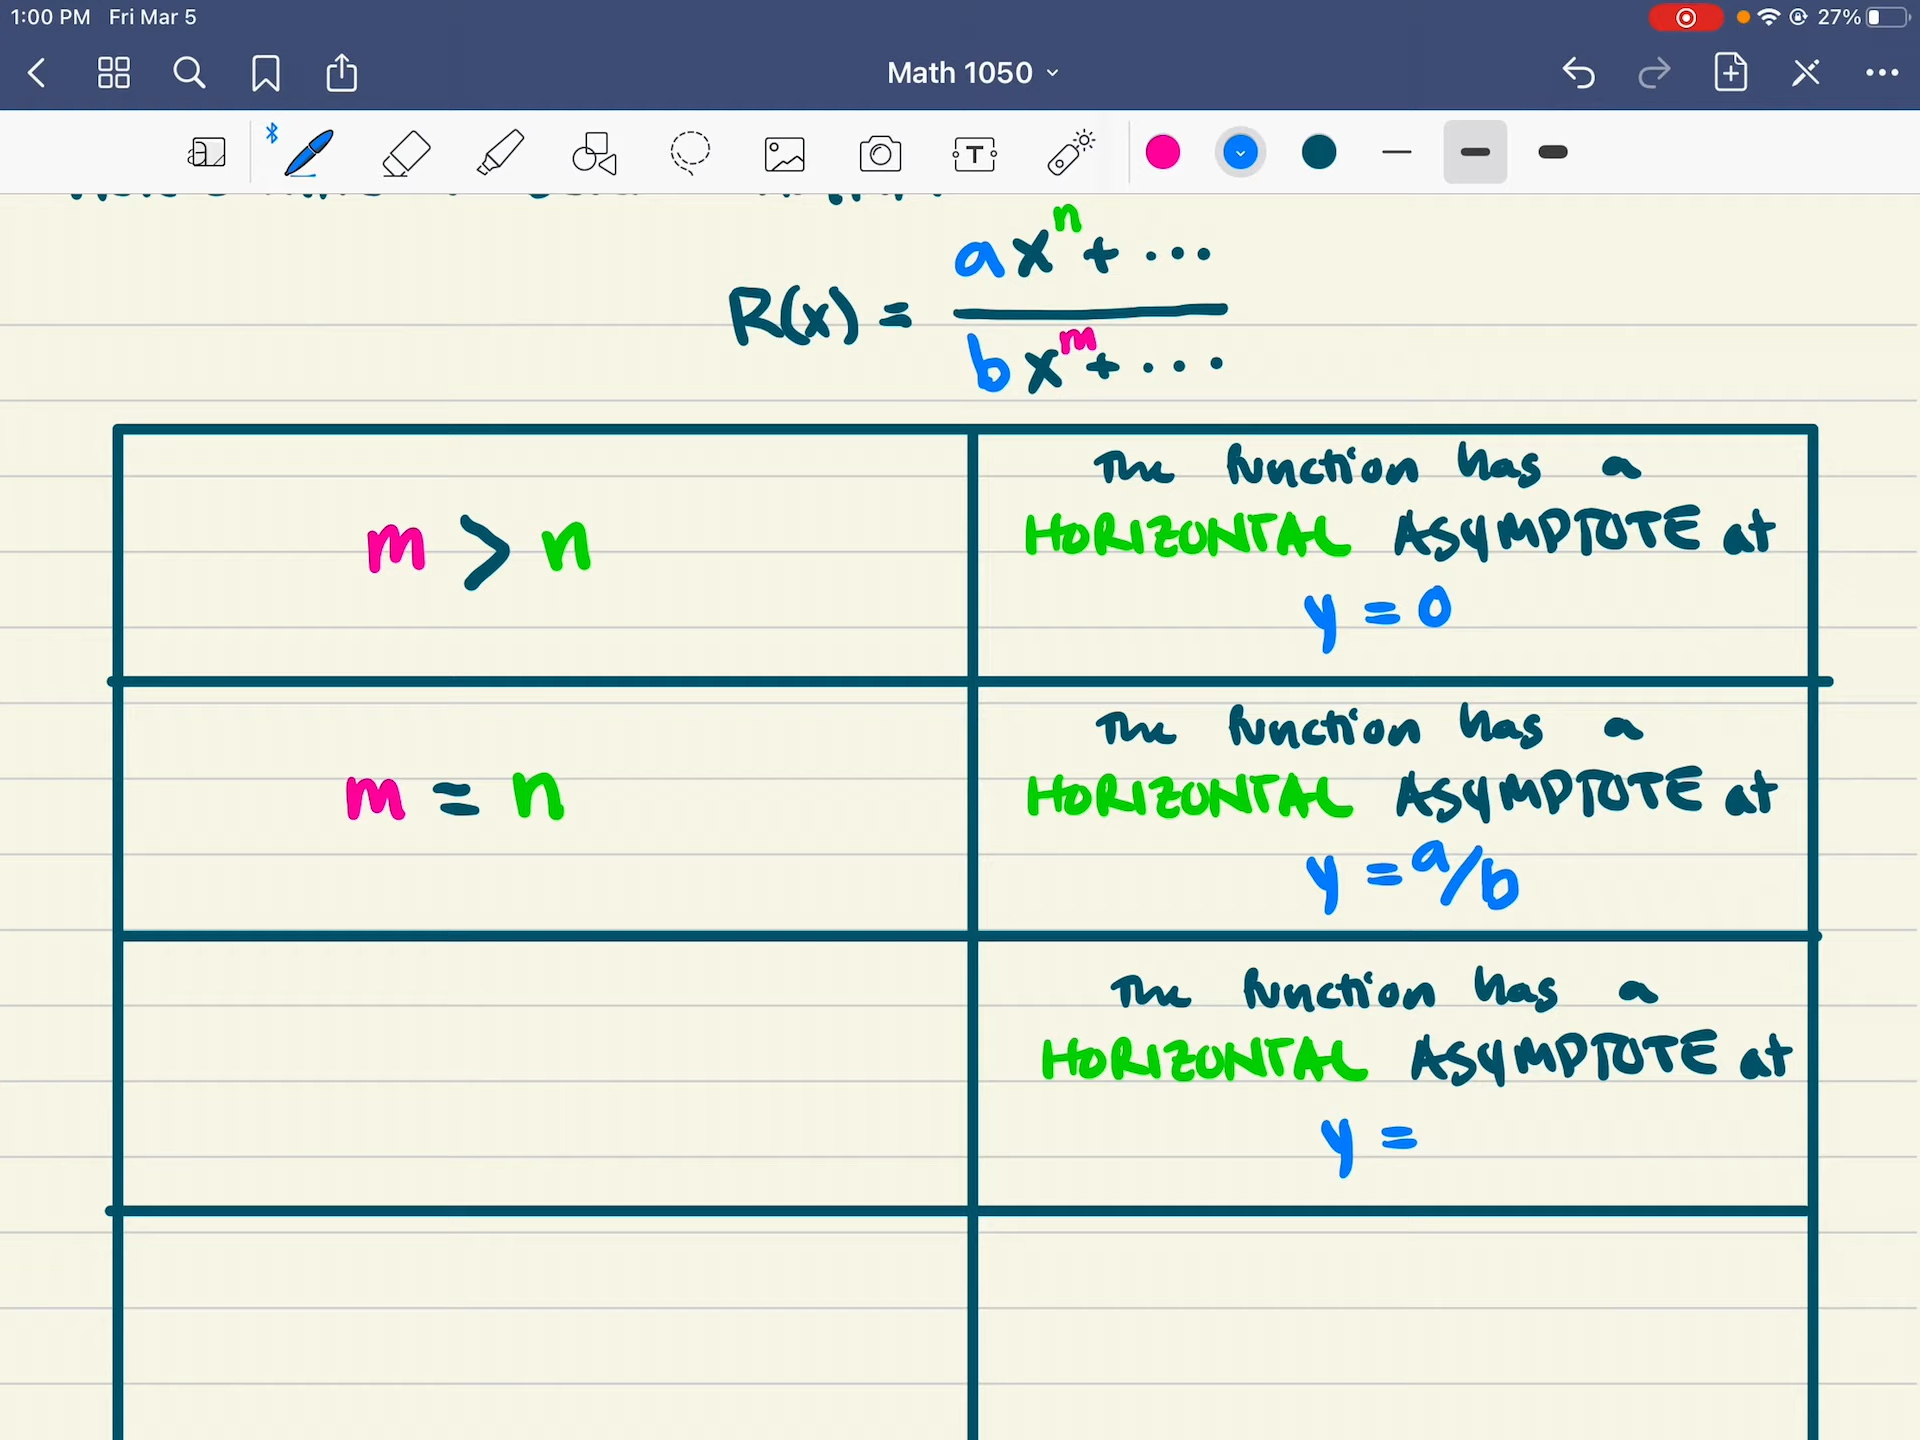 1:00 PM Fri Mar 5
27%
Math 1050
T
R(x) = ax^n + ...
bx^m + ...
m > n
The function has a
HORIZONTAL ASYMPTOTE at
y = 0
m = n
The function has a
HORIZONTAL ASYMPTOTE at
y = a/b
The function has a
HORIZONTAL ASYMPTOTE at
y =